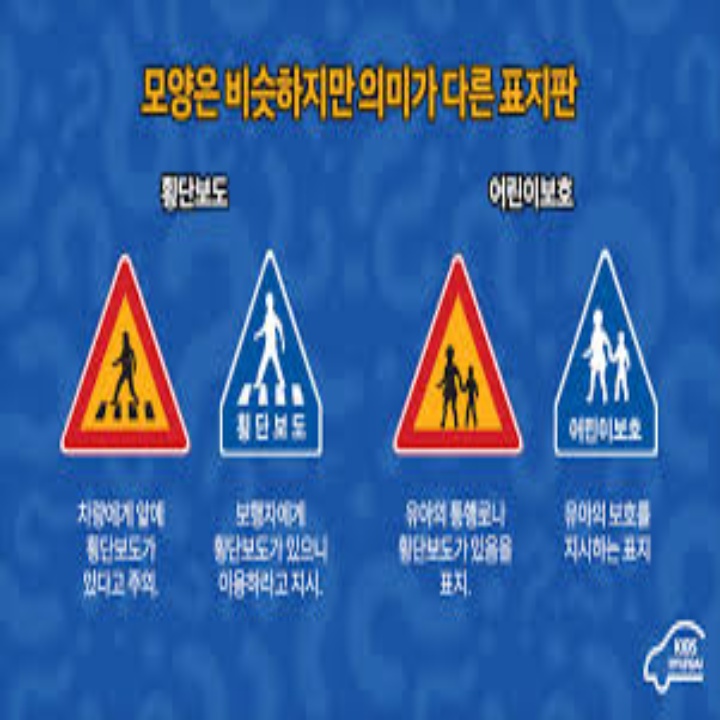 모양은 비슷하지만 의미가 다른 표지판
횡단보도
어린이보호
횡단보도
어린이보호
차량에게 앞에
횡단보도가
있다고 주의.
보행자에게
횡단보도가 있으니
이용하라고 지시.
유아의 통행로나
횡단보도가 있음을
표지.
유아의 보호를
지시하는 표지
KIDS
HYUNDAI